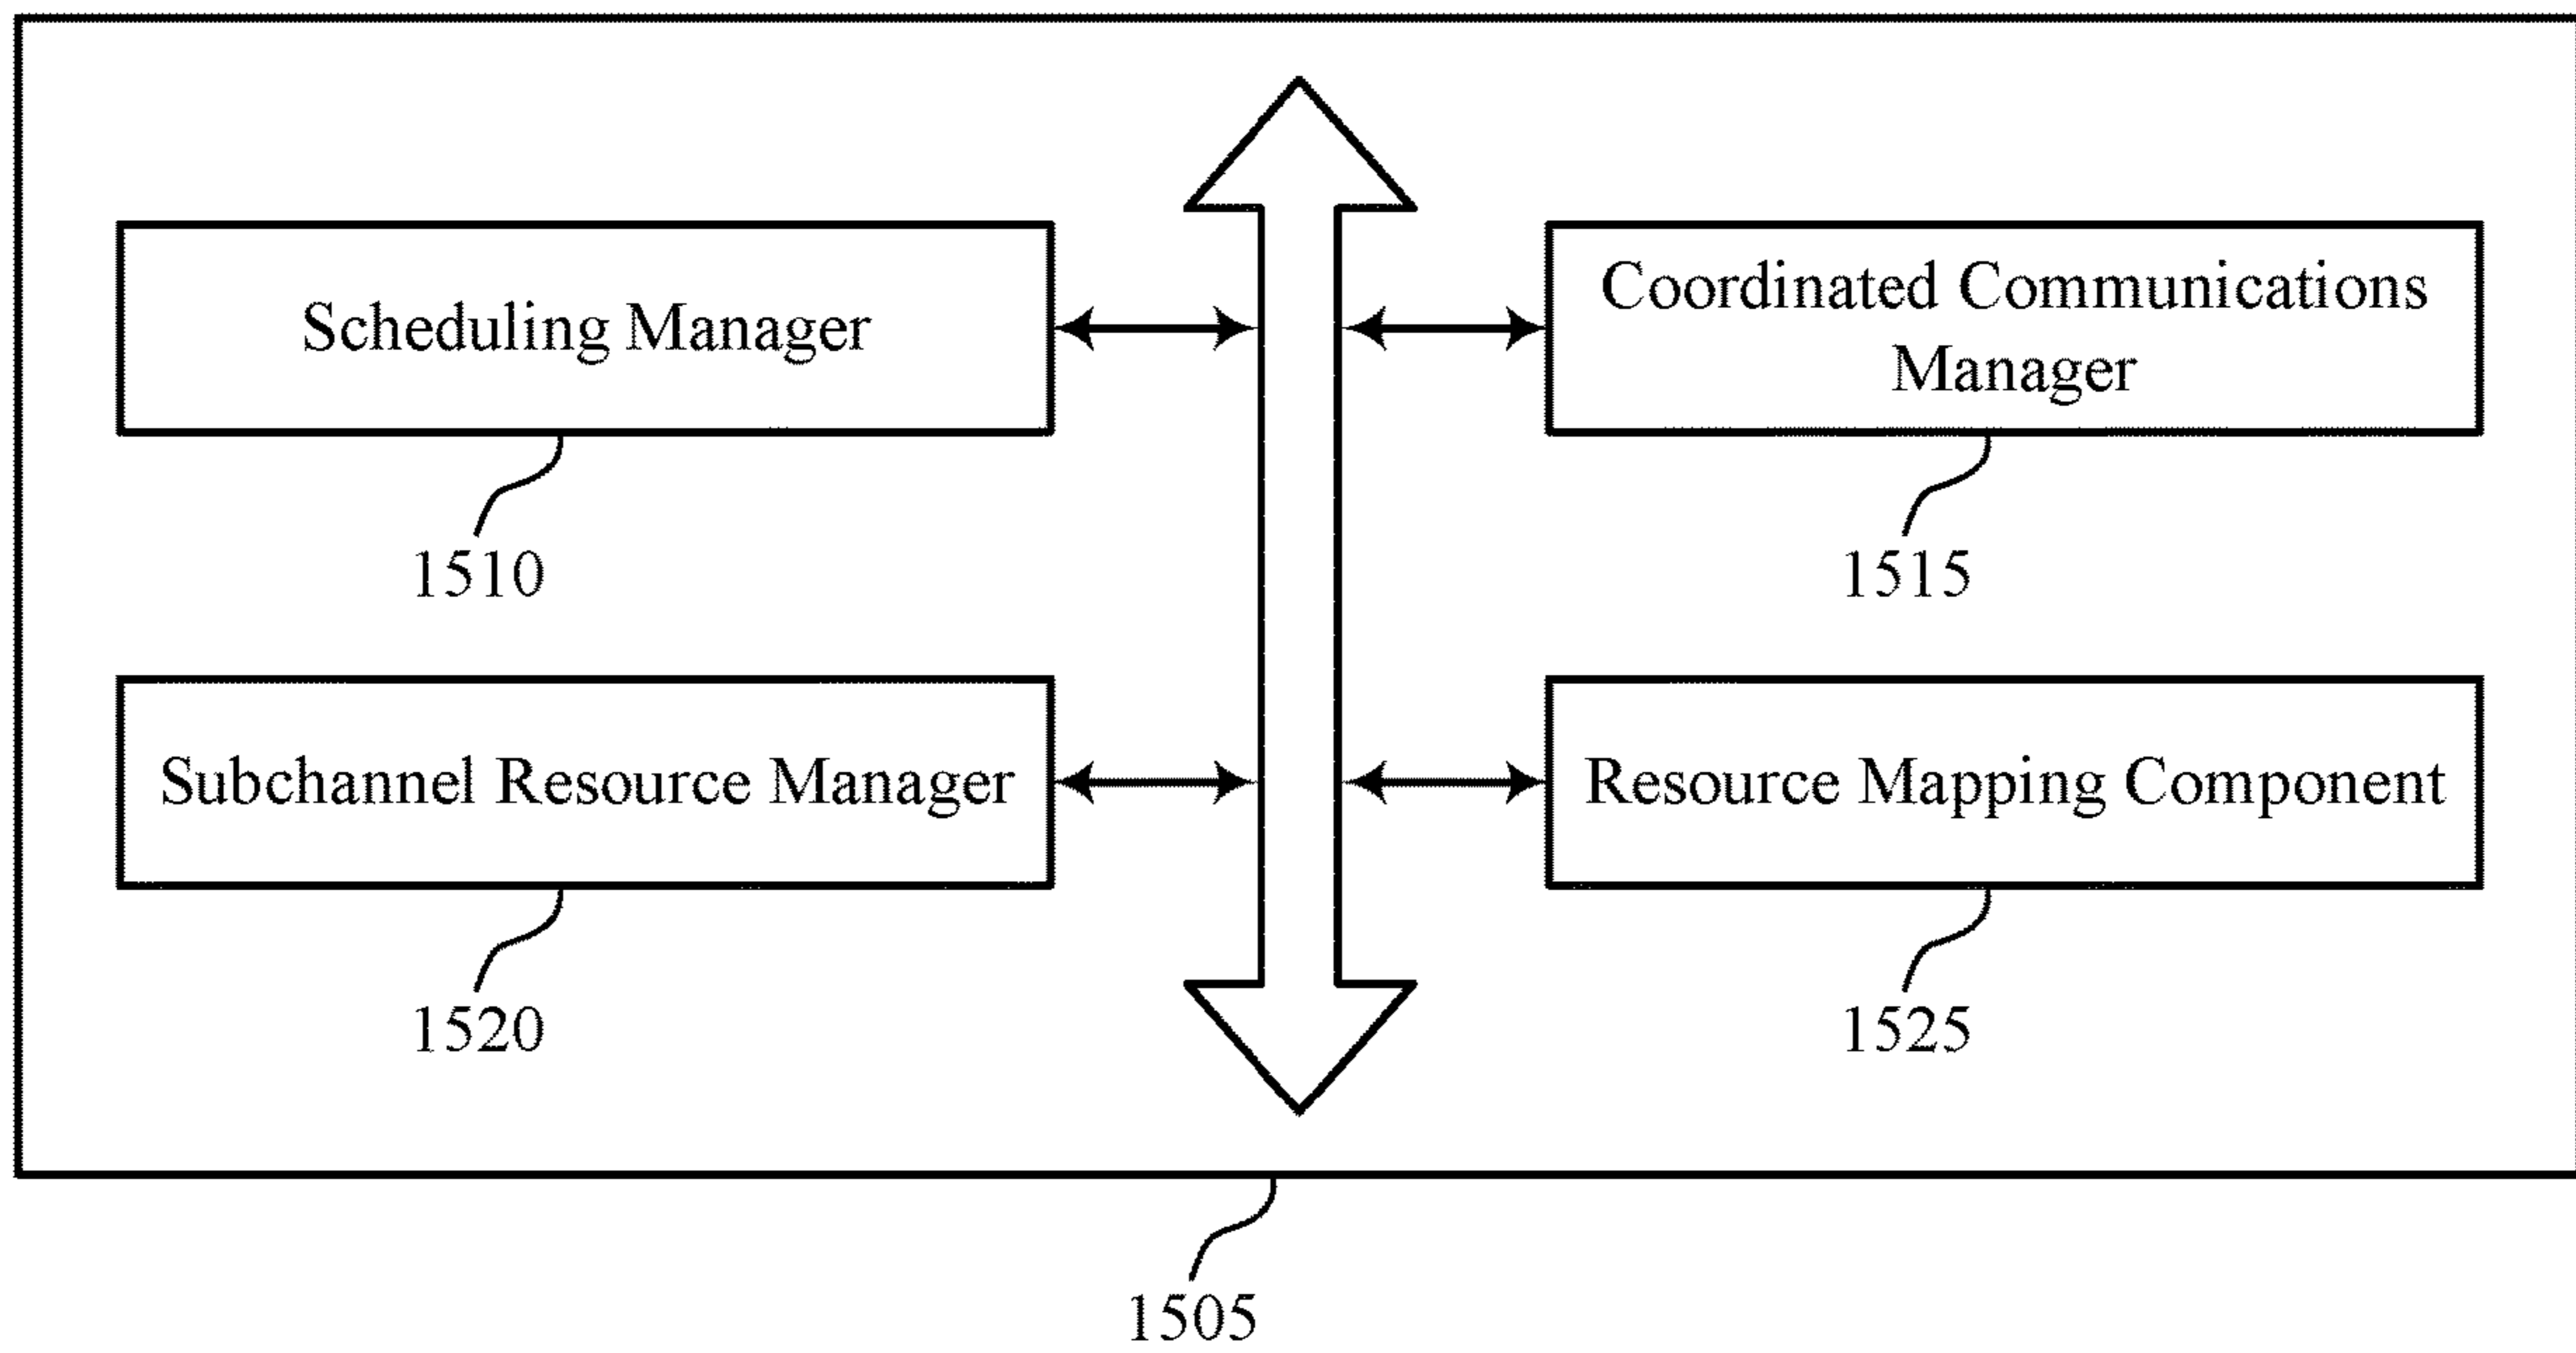 Scheduling Manager
Coordinated Communications
Manager
1510
1515
Subchannel Resource Manager
Resource Mapping Component
1520
1525
1505